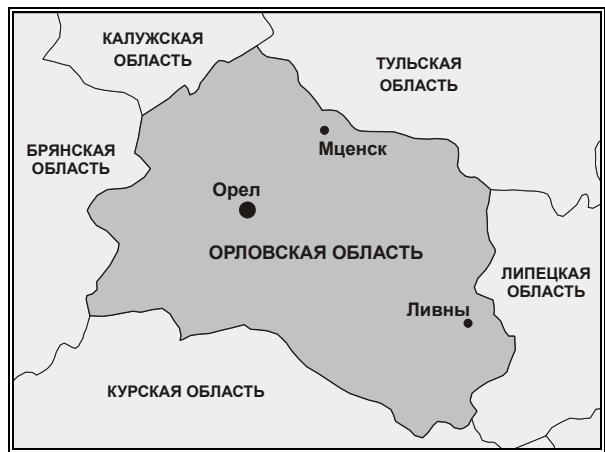 КАЛУЖСКАЯ
ОБЛАСТЬ
ТУЛЬСКАЯ
ОБЛАСТЬ
БРЯНСКАЯ
ОБЛАСТЬ
Мценск
Орел
ОРЛОВСКАЯ ОБЛАСТЬ
ЛИПЕЦКАЯ
ОБЛАСТЬ
Ливны
КУРСКАЯ ОБЛАСТЬ